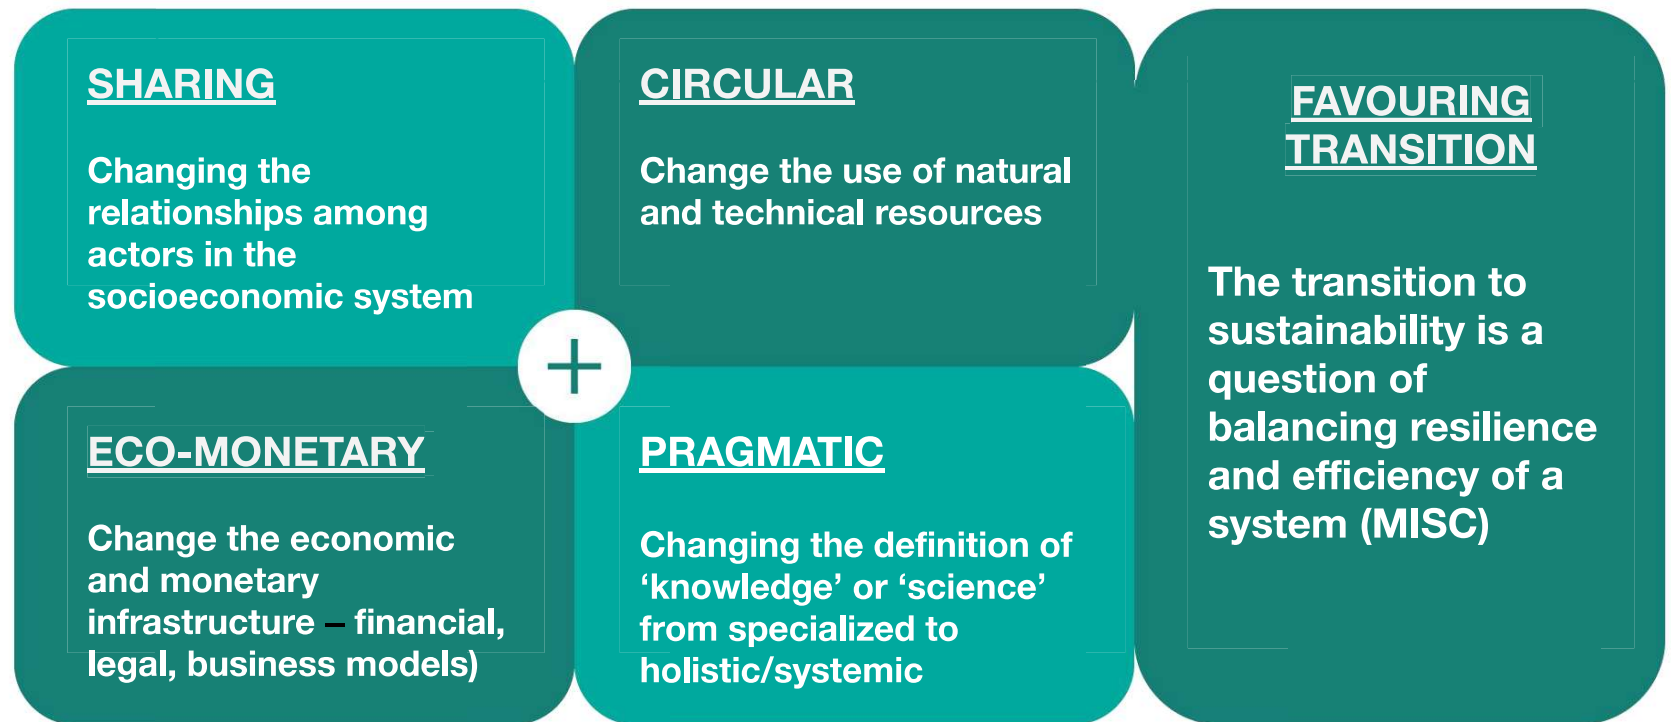 SHARING
Changing the
relationships among
actors in the
socioeconomic system
CIRCULAR
Change the use of natural
and technical resources
ECO-MONETARY
Change the economic
and monetary
infrastructure – financial,
legal, business models)
PRAGMATIC
Changing the definition of
‘knowledge’ or ‘science’
from specialized to
holistic/systemic
FAVOURING
TRANSITION
The transition to
sustainability is a
question of
balancing resilience
and efficiency of a
system (MISC)